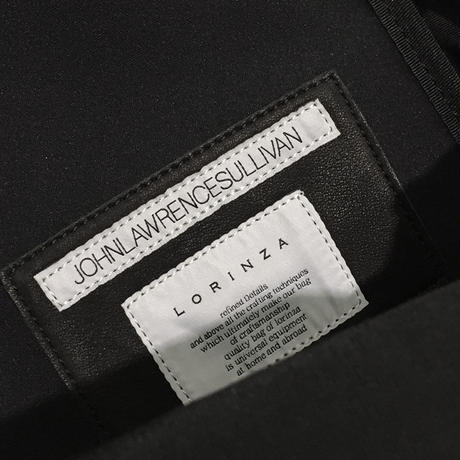 JOHNLAWRENCESULLIVAN
LORINZA
refined Details
and above all the crafting techniques
which ultimately make our bag
of craftsmanship
quality bag of lorinza
is universal equipment
at home and abroad